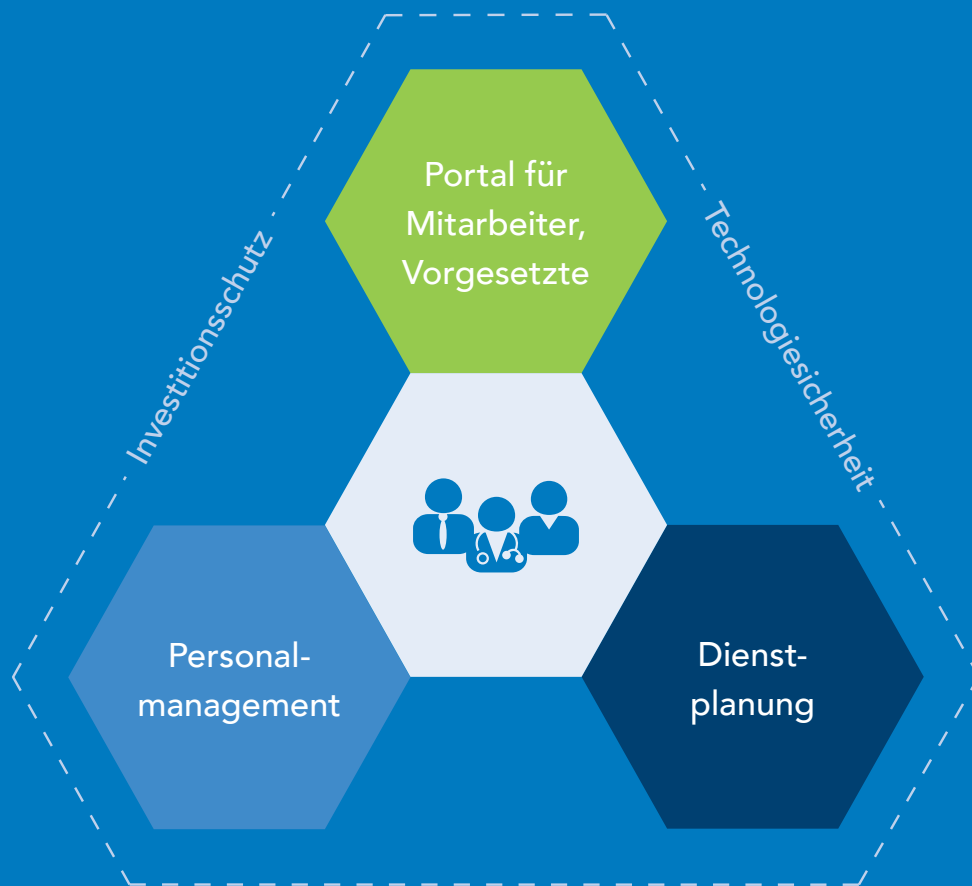 Portal für
Mitarbeiter,
Vorgesetzte
Investitionsschutz
Technologiesicherheit
Personal-
management
Dienst-
planung